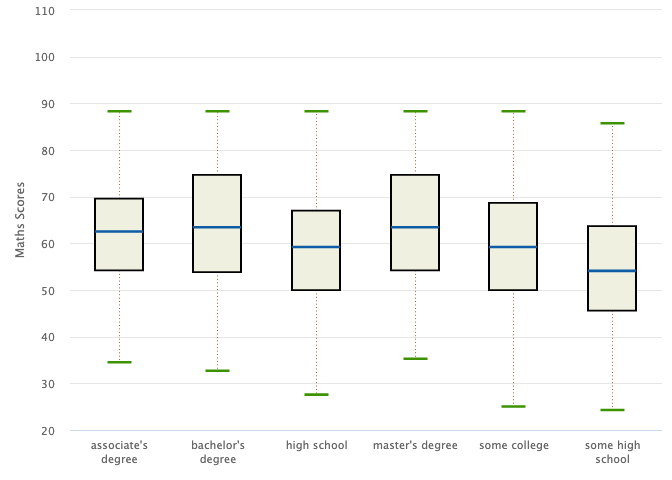 110
100
90
80
70
60
50
40
30
20
Maths Scores
associate's
degree
bachelor's
degree
high school
master's degree
some college
some high
school